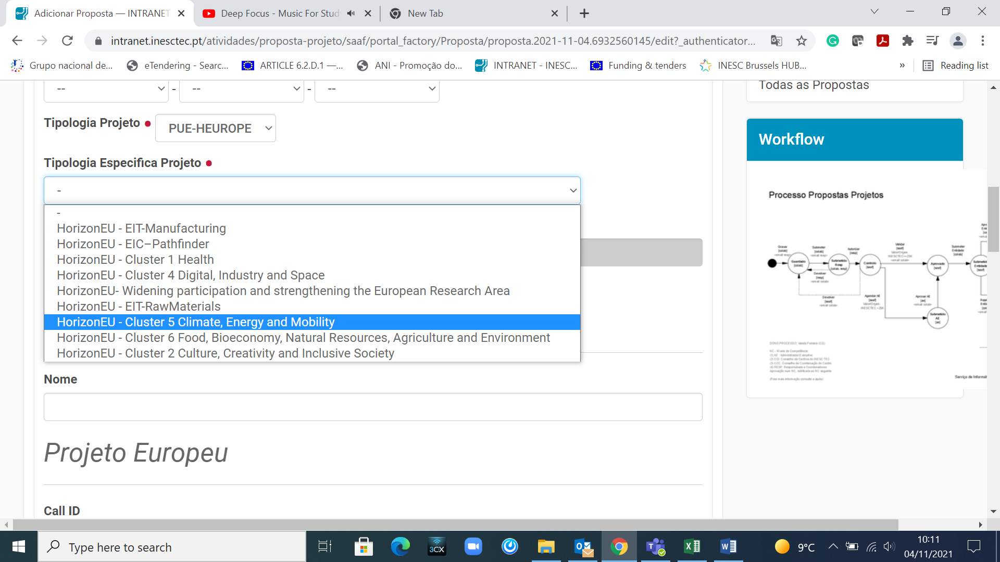 Adicionar Proposta — INTRANET
Deep Focus - Music For Stud
New Tab
intranet.inesctec.pt/atividades/proposta-projeto/saaf/portal_factory/Proposta/proposta.2021-11-04.6932560145/edit?_authenticator...
Grupo nacional de...
eTendering - Searc...
ARTICLE 6.2.D.1 —...
ANI - Promoção do...
INTRANET - INESC...
Funding & tenders
INESC Brussels HUB...
»
Reading list
-- - -- - --
Tipologia Projeto
PUE-HEUROPE
Tipologia Especifica Projeto
-
-
HorizonEU - EIT-Manufacturing
HorizonEU - EIC–Pathfinder
HorizonEU - Cluster 1 Health
HorizonEU - Cluster 4 Digital, Industry and Space
HorizonEU- Widening participation and strengthening the European Research Area
HorizonEU - EIT-RawMaterials
HorizonEU - Cluster 5 Climate, Energy and Mobility
HorizonEU - Cluster 6 Food, Bioeconomy, Natural Resources, Agriculture and Environment
HorizonEU - Cluster 2 Culture, Creativity and Inclusive Society
Nome
Projeto Europeu
Call ID
Todas as Propostas
Workflow
Processo Propostas Projetos
Type here to search
3CX
9°C
10:11
04/11/2021